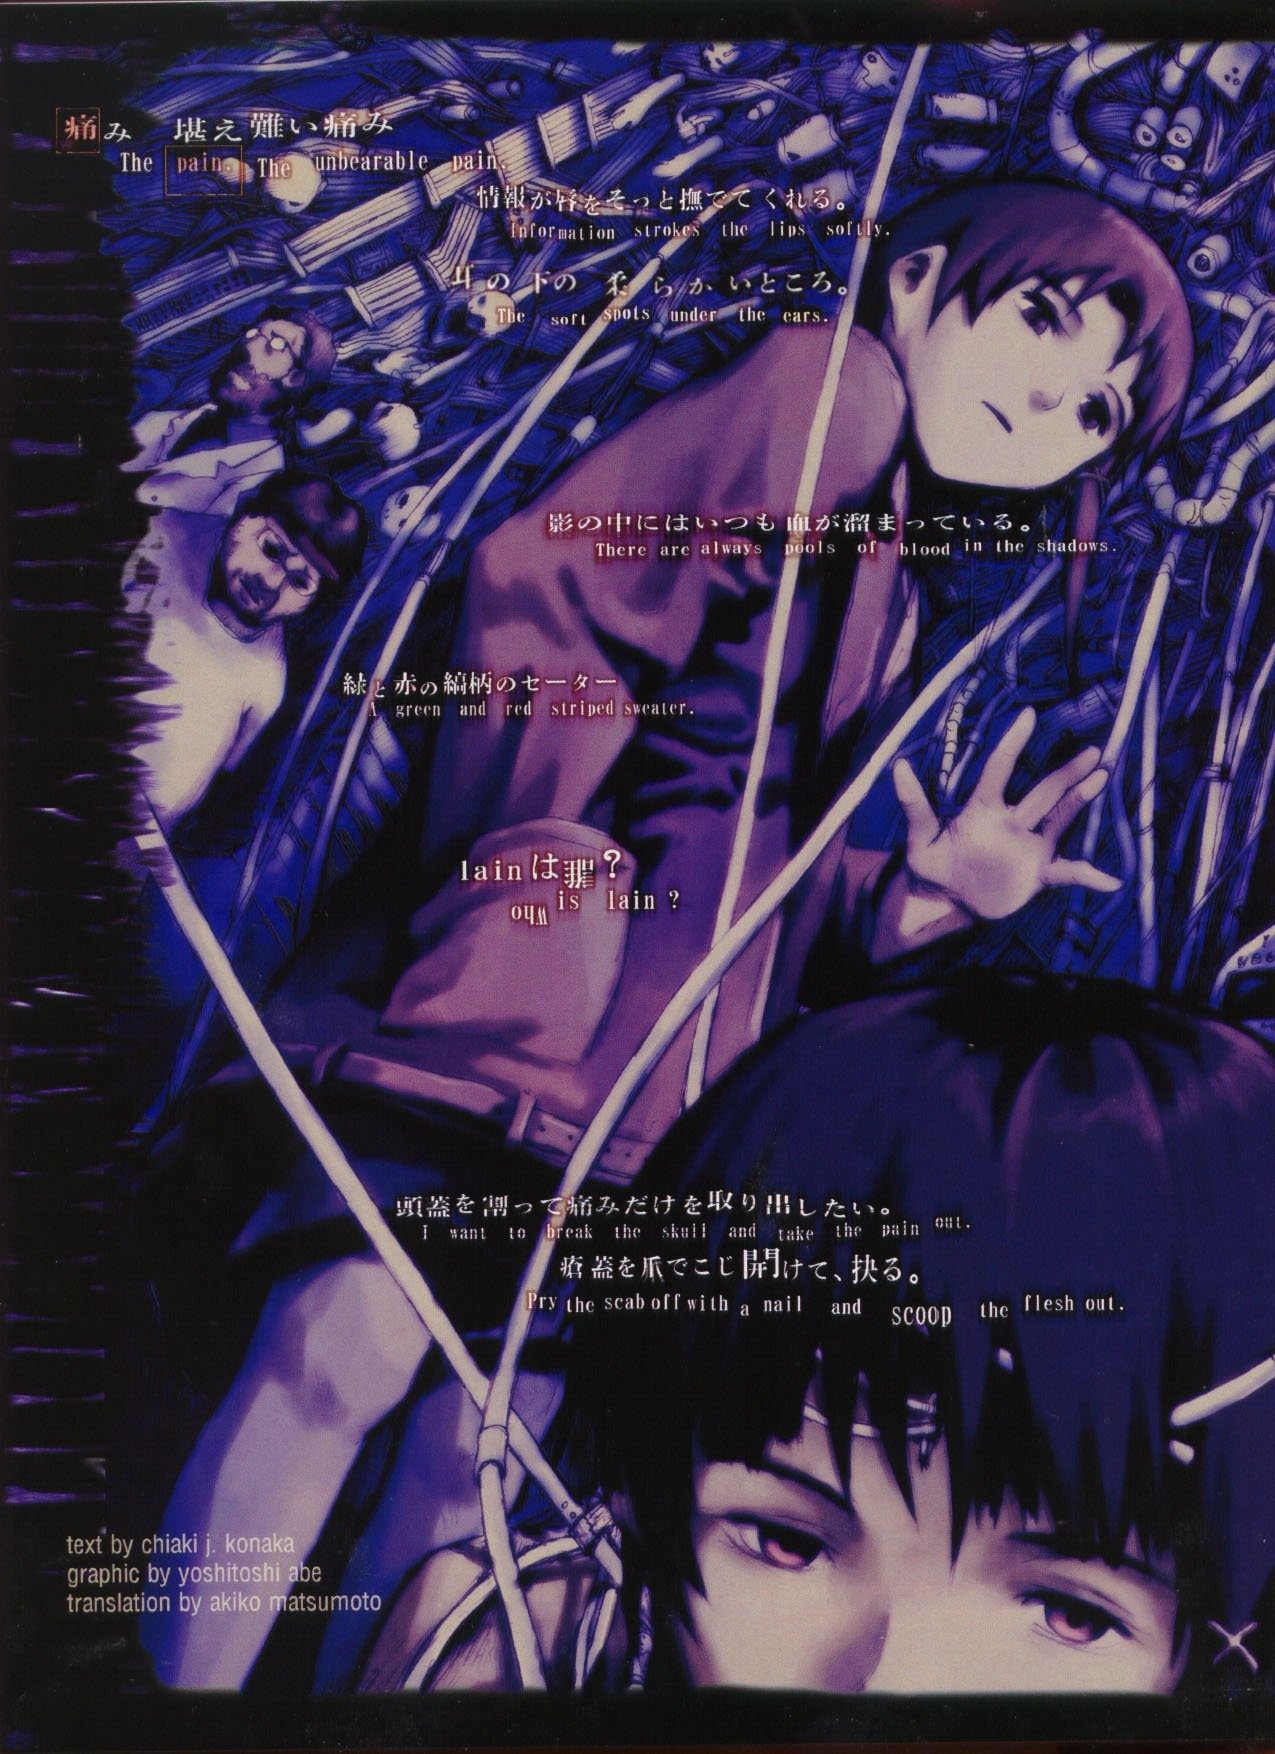 痛み 堪え難い痛み
The pain. The unbearable pain.
情報が唇をそっと撫でてくれる。
Information strokes the lips softly.
耳の下の柔らかいところ。
The soft spots under the ears.
影の中にはいつも血が溜まっている。
There are always pools of blood in the shadows.
緑と赤の縞柄のセーター
A green and red striped sweater.
lainは誰?
who is lain ?
頭蓋を割って痛みだけを取り出したい。
I want to break the skull and take the pain out.
瘡蓋を爪でこじ開けて、抉る。
Pry the scab off with a nail and scoop the flesh out.
text by chiaki j. konaka
graphic by yoshitoshi abe
translation by akiko matsumoto